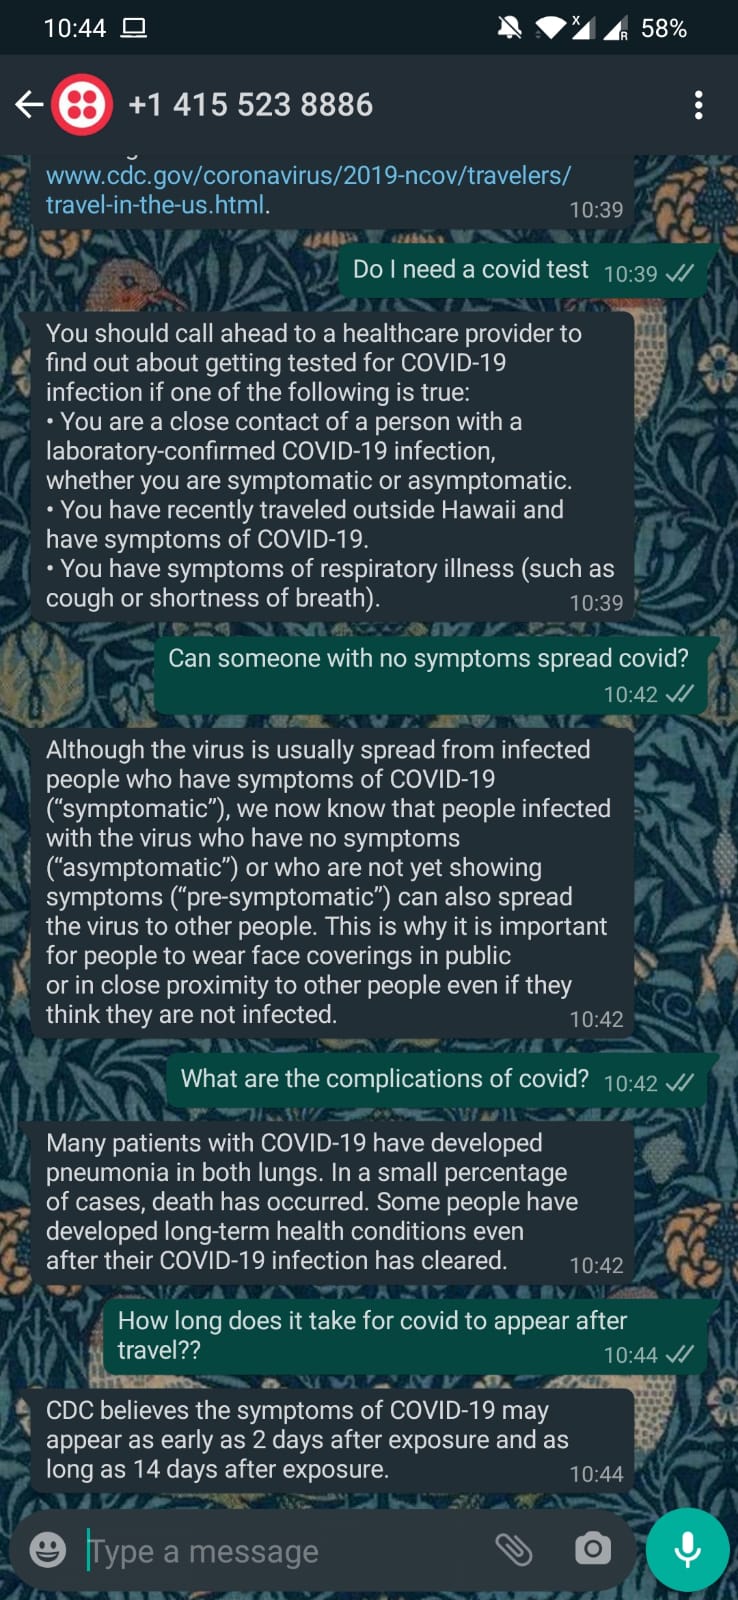 10:44
58%
+1 415 523 8886
www.cdc.gov/coronavirus/2019-ncov/travelers/
travel-in-the-us.html.
10:39
Do I need a covid test 10:39
You should call ahead to a healthcare provider to
find out about getting tested for COVID-19
infection if one of the following is true:
• You are a close contact of a person with a
laboratory-confirmed COVID-19 infection,
whether you are symptomatic or asymptomatic.
• You have recently traveled outside Hawaii and
have symptoms of COVID-19.
• You have symptoms of respiratory illness (such as
cough or shortness of breath).
10:39
Can someone with no symptoms spread covid?
10:42
Although the virus is usually spread from infected
people who have symptoms of COVID-19
(“symptomatic”), we now know that people infected
with the virus who have no symptoms
(“asymptomatic”) or who are not yet showing
symptoms (“pre-symptomatic”) can also spread
the virus to other people. This is why it is important
for people to wear face coverings in public
or in close proximity to other people even if they
think they are not infected.
10:42
What are the complications of covid? 10:42
Many patients with COVID-19 have developed
pneumonia in both lungs. In a small percentage
of cases, death has occurred. Some people have
developed long-term health conditions even
after their COVID-19 infection has cleared.
10:42
How long does it take for covid to appear after
travel??
10:44
CDC believes the symptoms of COVID-19 may
appear as early as 2 days after exposure and as
long as 14 days after exposure.
10:44
Type a message